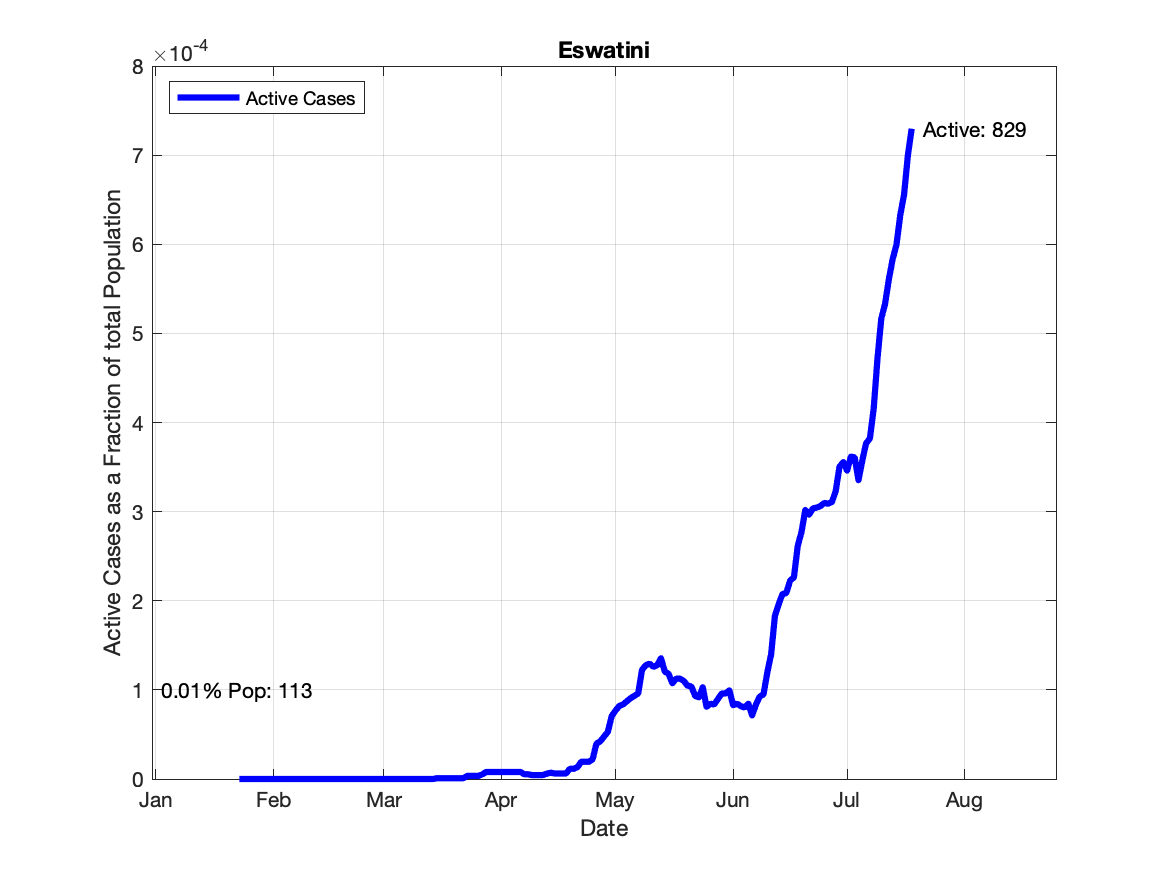 Eswatini
×10-4
8
7
6
5
4
3
2
1
0
Active Cases
Active: 829
0.01% Pop: 113
Active Cases as a Fraction of total Population
Jan Feb Mar Apr May Jun Jul Aug
Date